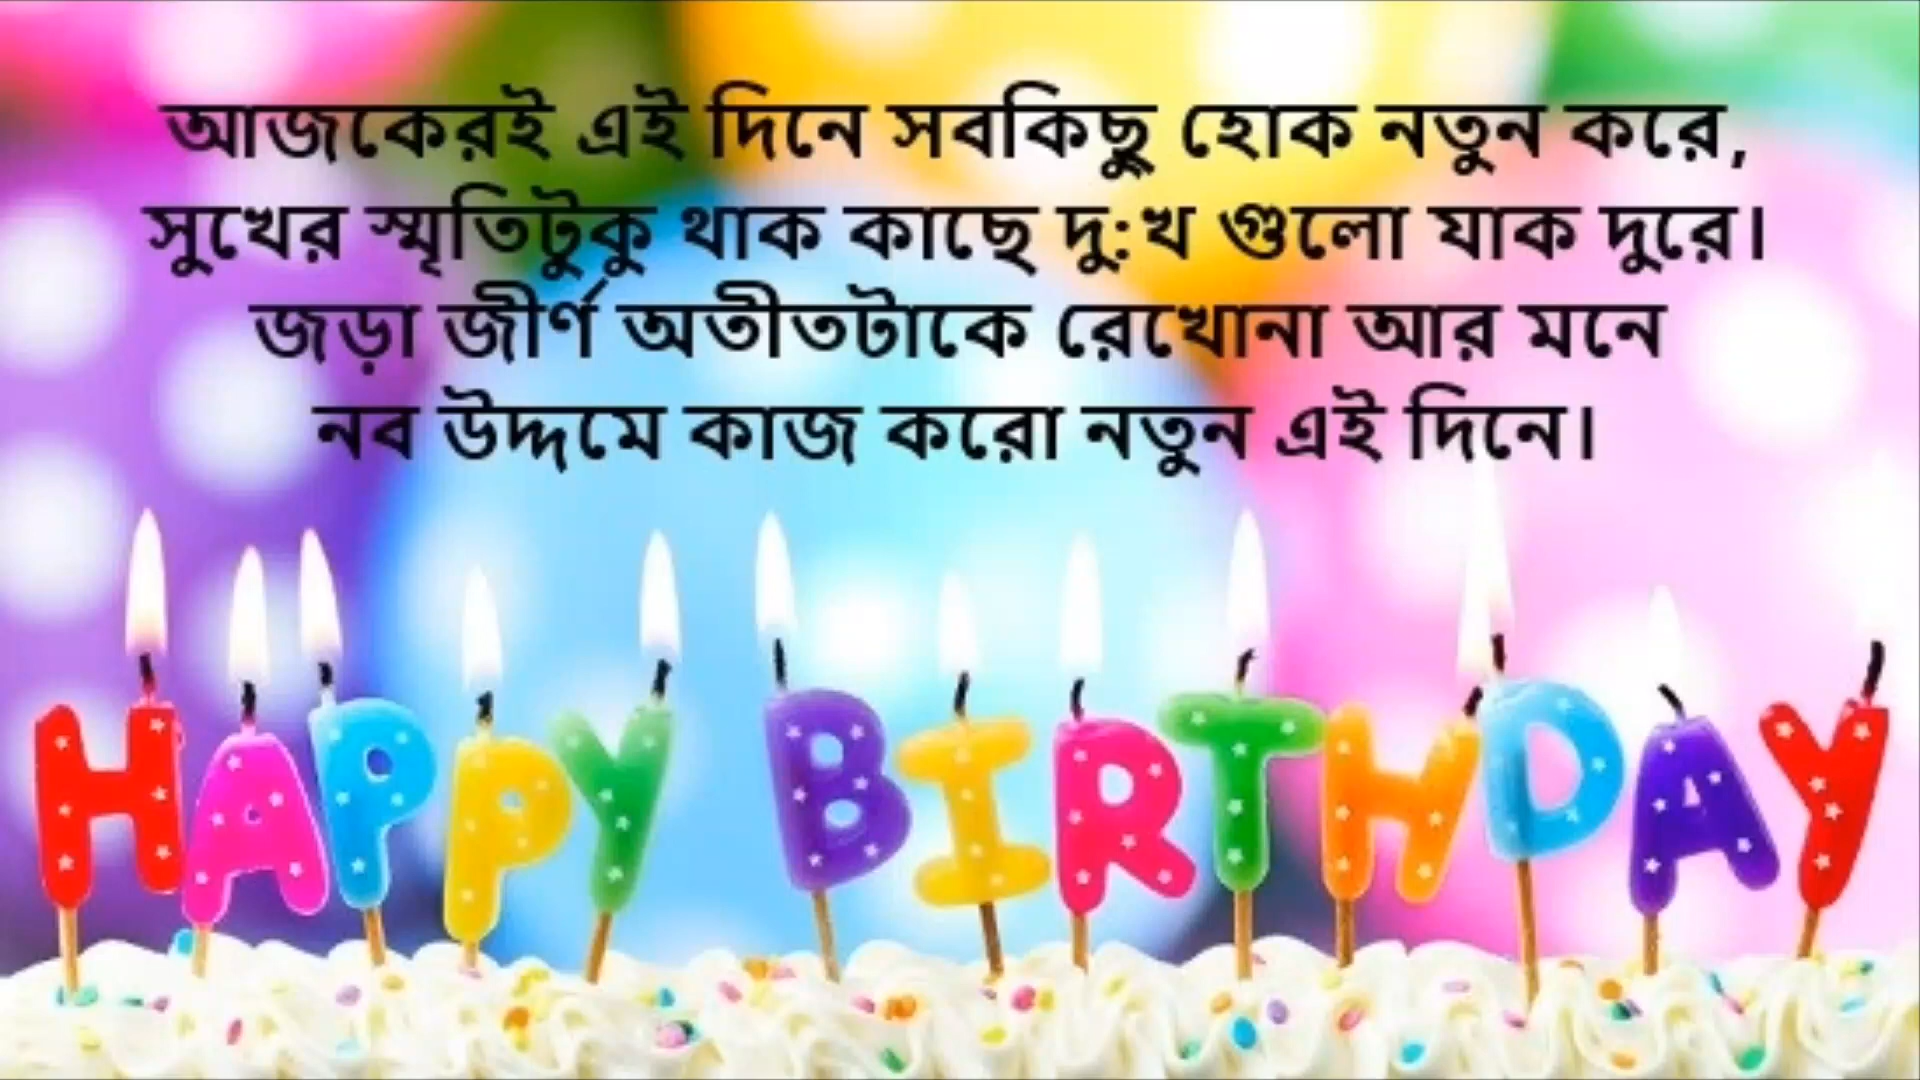 আজকেরই এই দিনে সবকিছু হোক নতুন করে,
সুখের স্মৃতিটুকু থাক কাছে দু:খ গুলো যাক দুরে।
জড়া জীর্ণ অতীতটাকে রেখোনা আর মনে
নব উদ্দমে কাজ করো নতুন এই দিনে।
HAPPY BIRTHDAY